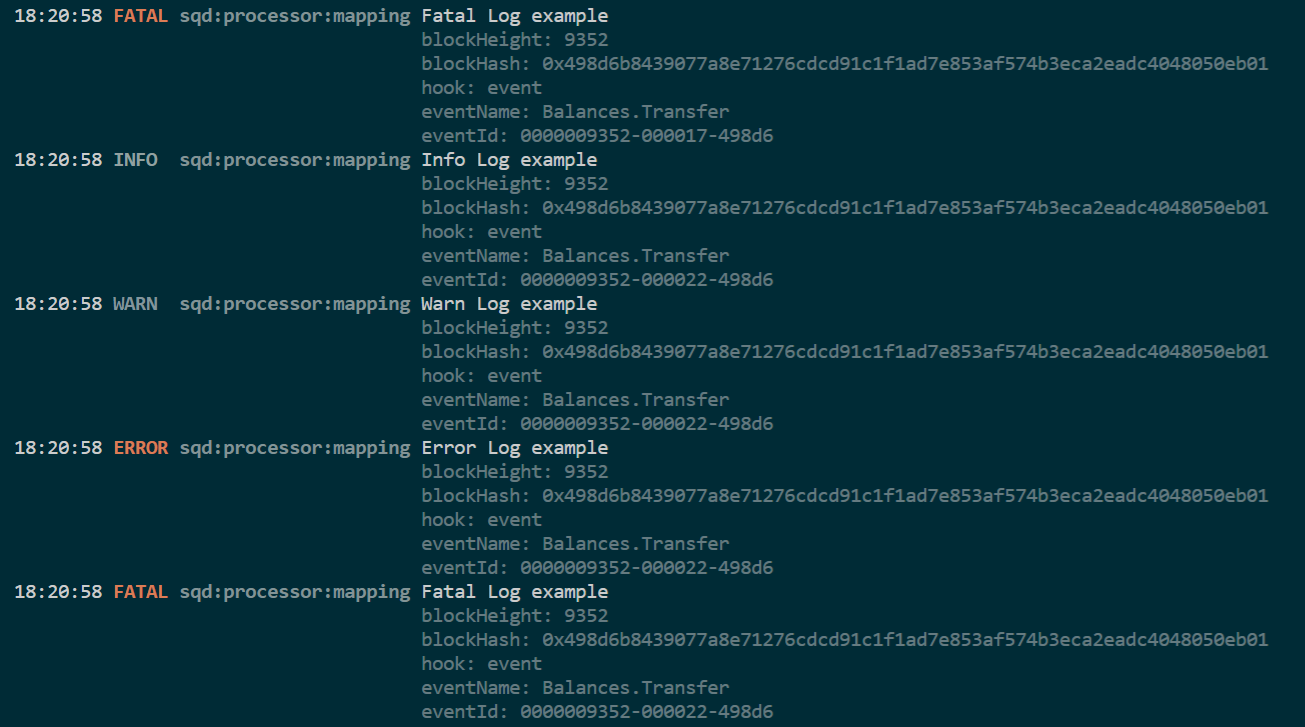 18:20:58 FATAL sqd:processor:mapping Fatal Log example
blockHeight: 9352
blockHash: 0x498d6b8439077a8e71276cdcd91c1f1ad7e853af574b3eca2eadc4048050eb01
hook: event
eventName: Balances.Transfer
eventId: 0000009352-000017-498d6
18:20:58 INFO sqd:processor:mapping Info Log example
blockHeight: 9352
blockHash: 0x498d6b8439077a8e71276cdcd91c1f1ad7e853af574b3eca2eadc4048050eb01
hook: event
eventName: Balances.Transfer
eventId: 0000009352-000022-498d6
18:20:58 WARN sqd:processor:mapping Warn Log example
blockHeight: 9352
blockHash: 0x498d6b8439077a8e71276cdcd91c1f1ad7e853af574b3eca2eadc4048050eb01
hook: event
eventName: Balances.Transfer
eventId: 0000009352-000022-498d6
18:20:58 ERROR sqd:processor:mapping Error Log example
blockHeight: 9352
blockHash: 0x498d6b8439077a8e71276cdcd91c1f1ad7e853af574b3eca2eadc4048050eb01
hook: event
eventName: Balances.Transfer
eventId: 0000009352-000022-498d6
18:20:58 FATAL sqd:processor:mapping Fatal Log example
blockHeight: 9352
blockHash: 0x498d6b8439077a8e71276cdcd91c1f1ad7e853af574b3eca2eadc4048050eb01
hook: event
eventName: Balances.Transfer
eventId: 0000009352-000022-498d6